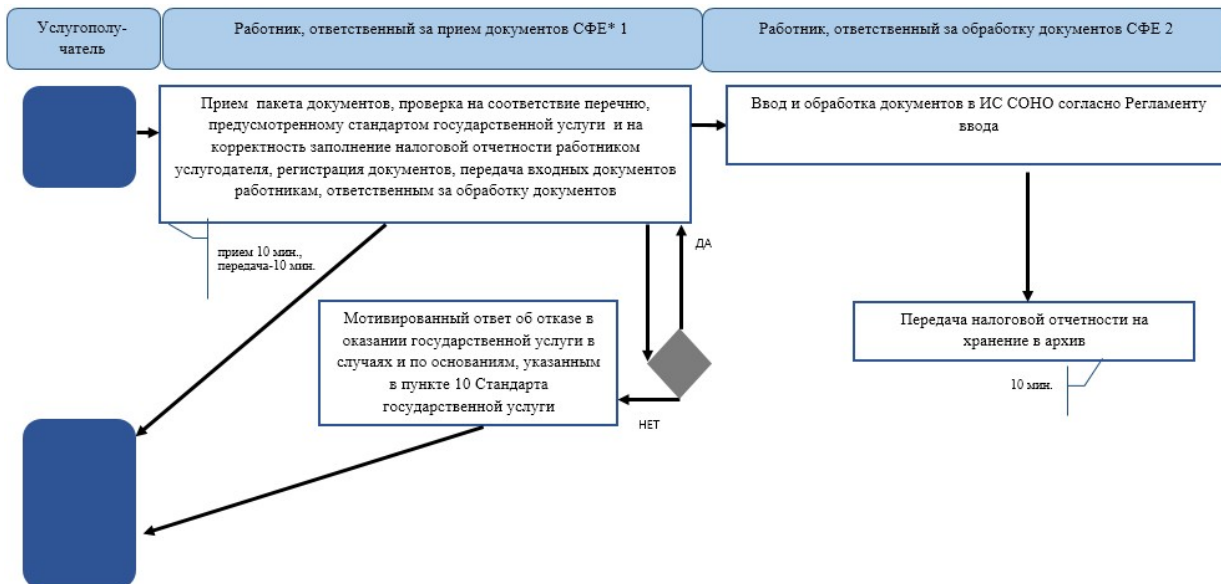 Услугополу-
чатель
Работник, ответственный за прием документов СФЕ* 1
Работник, ответственный за обработку документов СФЕ 2
Прием пакета документов, проверка на соответствие перечню,
предусмотренному стандартом государственной услуги и на
корректность заполнение налоговой отчетности работником
услугодателя, регистрация документов, передача входных документов
работникам, ответственным за обработку документов
Ввод и обработка документов в ИС СОНО согласно Регламенту
ввода
прием 10 мин.,
передача-10 мин.
ДА
Мотивированный ответ об отказе в
оказании государственной услуги в
случаях и по основаниям, указанным
в пункте 10 Стандарта
государственной услуги
НЕТ
Передача налоговой отчетности на
хранение в архив
10 мин.